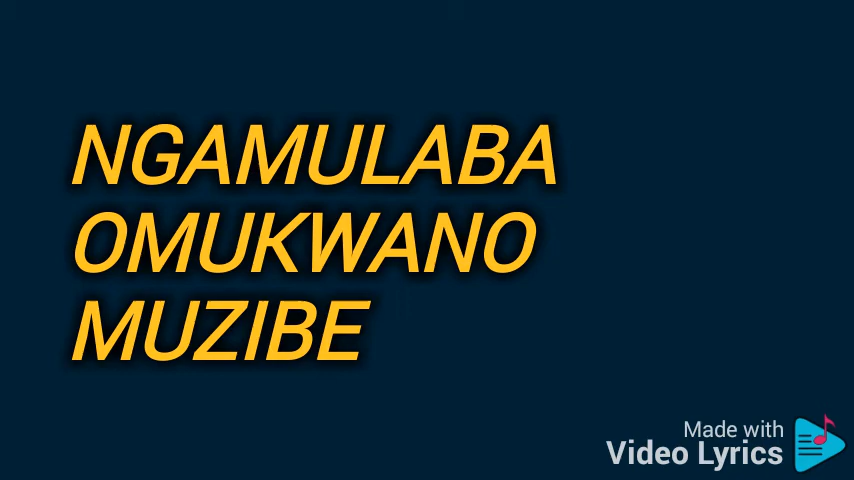 NGAMULABA
OMUKWANO
MUZIBE
Made with
Video Lyrics